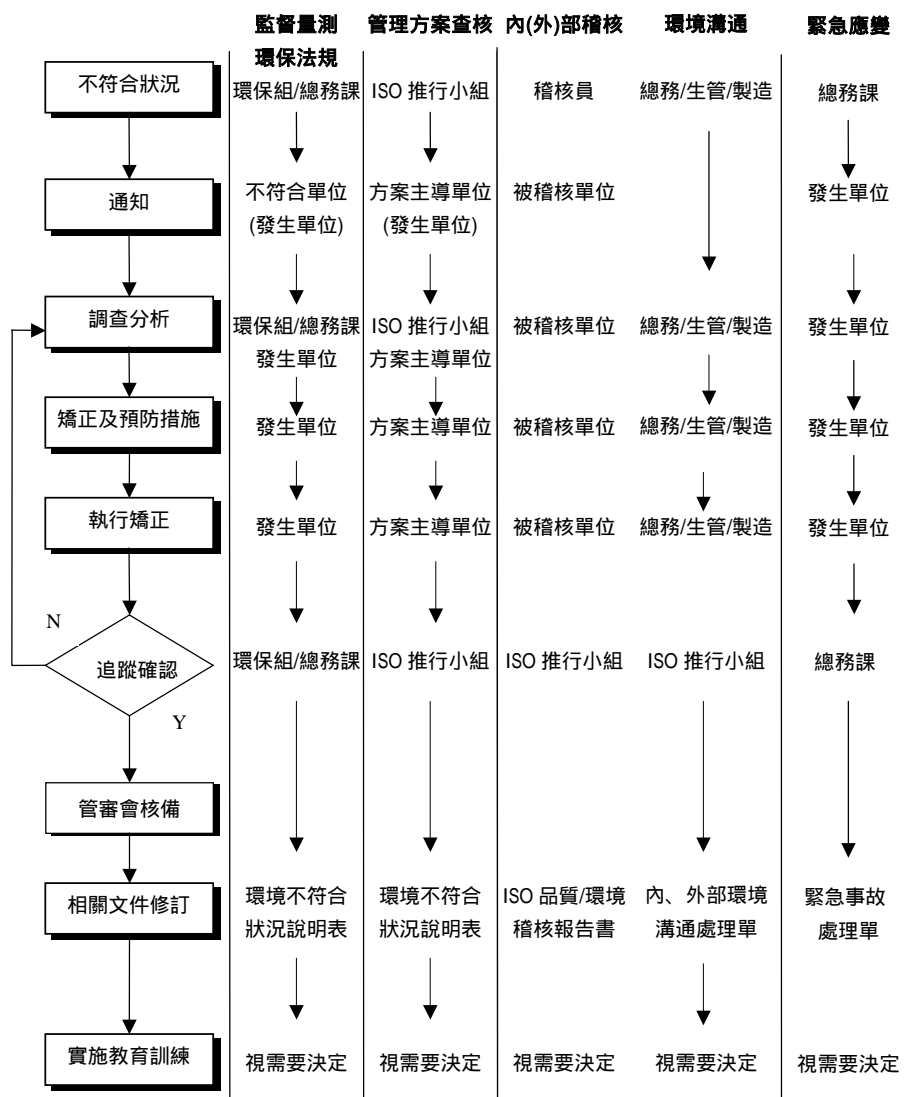 監督量測 管理方案查核 內(外)部稽核 環境溝通 緊急應變
環保法規
不符合狀況 環保組/總務課 ISO 推行小組 稽核員 總務/生管/製造 總務課
通知 不符合單位 方案主導單位 被稽核單位 發生單位
(發生單位) (發生單位)
調查分析 環保組/總務課 ISO 推行小組 被稽核單位 總務/生管/製造 發生單位
發生單位 方案主導單位
矯正及預防措施 發生單位 方案主導單位 被稽核單位 總務/生管/製造 發生單位
執行矯正 發生單位 方案主導單位 被稽核單位 總務/生管/製造 發生單位
N
追蹤確認 環保組/總務課 ISO 推行小組 ISO 推行小組 ISO 推行小組 總務課
Y
管審會核備
相關文件修訂 環境不符合 環境不符合 ISO 品質/環境 內、外部環境 緊急事故
狀況說明表 狀況說明表 稽核報告書 溝通處理單 處理單
實施教育訓練 視需要決定 視需要決定 視需要決定 視需要決定 視需要決定